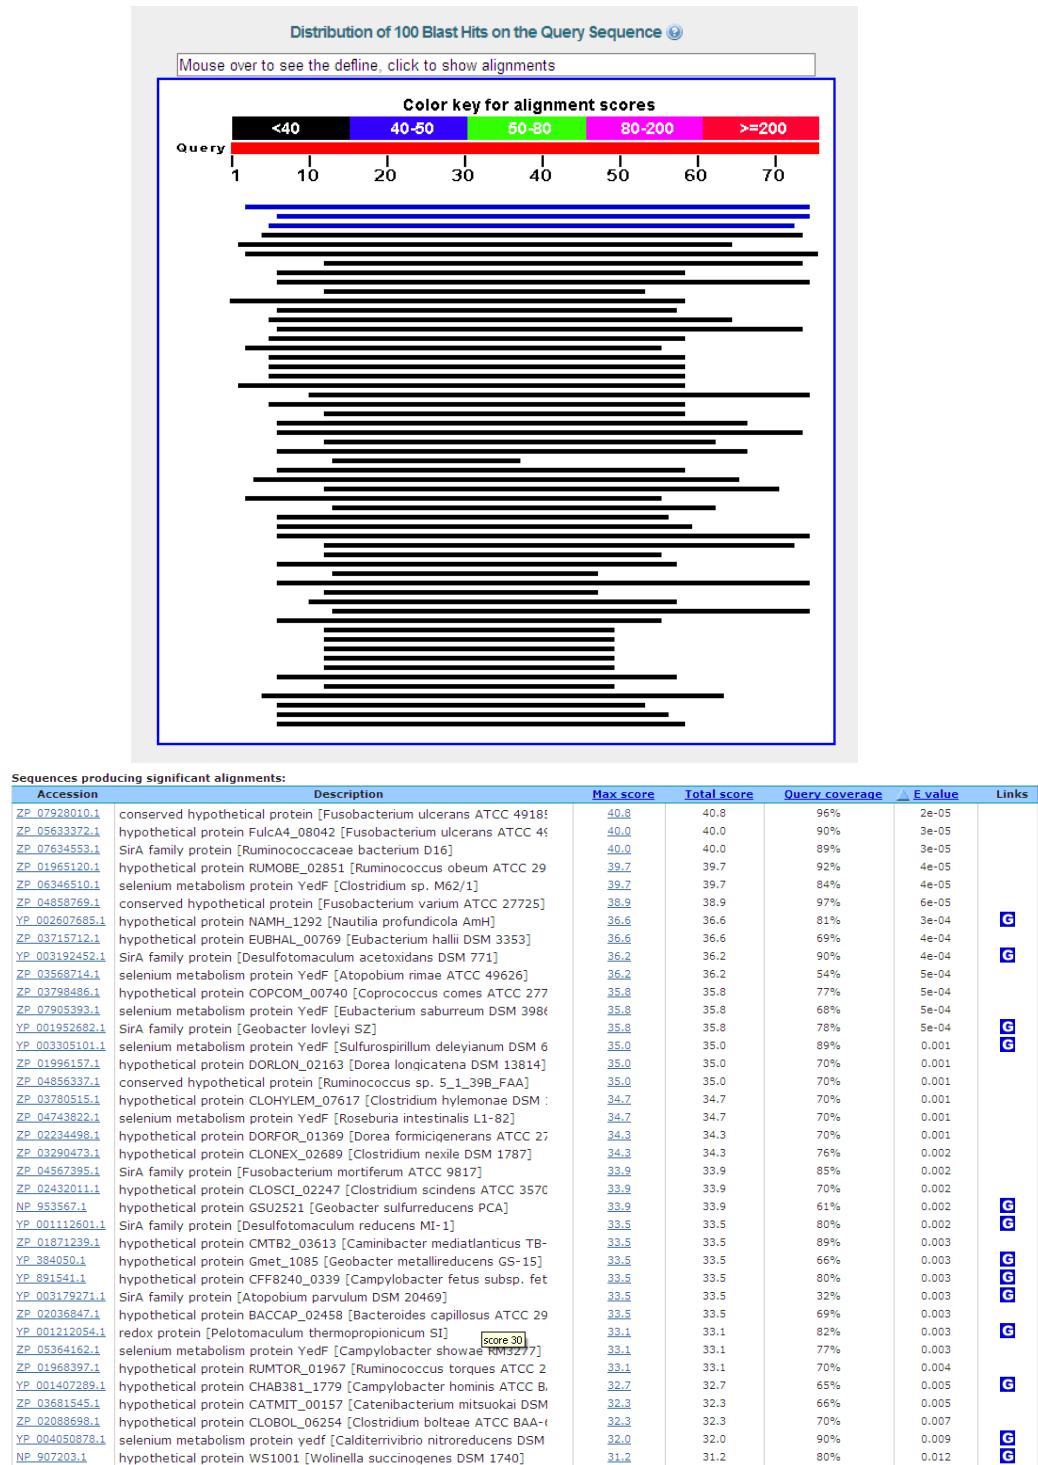 Distribution of 100 Blast Hits on the Query Sequence
Mouse over to see the defline, click to show alignments
Color key for alignment scores
<40 40-50 50-80 80-200 >=200
Query
1 10 20 30 40 50 60 70
Sequences producing significant alignments:
Accession Description Max score Total score Query coverage E value Links
ZP_07928010.1 conserved hypothetical protein [Fusobacterium ulcerans ATCC 49185 40.8 40.8 96% 2e-05
ZP_05633372.1 hypothetical protein FulcA4_08042 [Fusobacterium ulcerans ATCC 49 40.0 40.0 90% 3e-05
ZP_07634553.1 SirA family protein [Ruminococcaceae bacterium D16] 40.0 40.0 89% 3e-05
ZP_01965120.1 hypothetical protein RUMOBE_02851 [Ruminococcus obeum ATCC 29 39.7 39.7 92% 4e-05
ZP_06346510.1 selenium metabolism protein YedF [Clostridium sp. M62/1] 39.7 39.7 84% 4e-05
ZP_04858769.1 conserved hypothetical protein [Fusobacterium varium ATCC 27725] 38.9 38.9 97% 6e-05
YP_002607685.1 hypothetical protein NAMH_1292 [Nautilia profundicola AmH] 36.6 36.6 81% 3e-04 G
ZP_03715712.1 hypothetical protein EUBHAL_00769 [Eubacterium hallii DSM 3353] 36.6 36.6 69% 4e-04
YP_003192452.1 SirA family protein [Desulfotomaculum acetoxidans DSM 771] 36.2 36.2 90% 4e-04 G
ZP_03568714.1 selenium metabolism protein YedF [Atopobium rimae ATCC 49626] 36.2 36.2 54% 5e-04
ZP_03798486.1 hypothetical protein COPCOM_00740 [Coprococcus comes ATCC 277 35.8 35.8 77% 5e-04
ZP_07905393.1 selenium metabolism protein YedF [Eubacterium saburreum DSM 398 35.8 35.8 68% 5e-04
YP_001952682.1 SirA family protein [Geobacter lovleyi SZ] 35.8 35.8 78% 5e-04 G
YP_003305101.1 selenium metabolism protein YedF [Sulfurospirillum deleyianum DSM 6 35.0 35.0 89% 0.001 G
ZP_01996157.1 hypothetical protein DORLON_02163 [Dorea longicatena DSM 13814] 35.0 35.0 70% 0.001
ZP_04856337.1 conserved hypothetical protein [Ruminococcus sp. 5_1_39B_FAA] 35.0 35.0 70% 0.001
ZP_03780515.1 hypothetical protein CLOHYLEM_07617 [Clostridium hylemonae DSM 34.7 34.7 70% 0.001
ZP_04743822.1 selenium metabolism protein YedF [Roseburia intestinalis L1-82] 34.7 34.7 70% 0.001
ZP_02234498.1 hypothetical protein DORFOR_01369 [Dorea formicigenerans ATCC 27 34.3 34.3 70% 0.001
ZP_03290473.1 hypothetical protein CLONEX_02689 [Clostridium nexile DSM 1787] 34.3 34.3 76% 0.002
ZP_04567395.1 SirA family protein [Fusobacterium mortiferum ATCC 9817] 33.9 33.9 85% 0.002
ZP_02432011.1 hypothetical protein CLOSCI_02247 [Clostridium scindens ATCC 3570 33.9 33.9 70% 0.002
NP_953567.1 hypothetical protein GSU2521 [Geobacter sulfurreducens PCA] 33.9 33.9 61% 0.002 G
YP_001112601.1 SirA family protein [Desulfotomaculum reducens MI-1] 33.5 33.5 80% 0.002 G
ZP_01871239.1 hypothetical protein CMTB2_03613 [Caminibacter mediatlanticus TB- 33.5 33.5 89% 0.003
YP_384050.1 hypothetical protein Gmet_1085 [Geobacter metallireducens GS-15] 33.5 33.5 66% 0.003 G
YP_891541.1 hypothetical protein CFF8240_0339 [Campylobacter fetus subsp. fet 33.5 33.5 80% 0.003 G
YP_003179271.1 SirA family protein [Atopobium parvulum DSM 20469] 33.5 33.5 32% 0.003 G
ZP_02036847.1 hypothetical protein BACCAP_02458 [Bacteroides capillosus ATCC 29 33.5 33.5 69% 0.003
YP_001212054.1 redox protein [Pelotomaculum thermopropionicum SI] 33.1 33.1 82% 0.003 G
score 30
ZP_05364162.1 selenium metabolism protein YedF [Campylobacter showae RM3277] 33.1 33.1 77% 0.003
ZP_01968397.1 hypothetical protein RUMTOR_01967 [Ruminococcus torques ATCC 2 33.1 33.1 70% 0.004
YP_001407289.1 hypothetical protein CHAB381_1779 [Campylobacter hominis ATCC B 32.7 32.7 65% 0.005 G
ZP_03681545.1 hypothetical protein CATMIT_00157 [Catenibacterium mitsuokai DSM 32.3 32.3 66% 0.005
ZP_02088698.1 hypothetical protein CLOBOL_06254 [Clostridium bolteae ATCC BAA- 32.3 32.3 70% 0.007
YP_004050878.1 selenium metabolism protein yedf [Calditerrivibrio nitroreducens DSM 32.0 32.0 90% 0.009 G
NP_907203.1 hypothetical protein WS1001 [Wolinella succinogenes DSM 1740] 31.2 31.2 80% 0.012 G